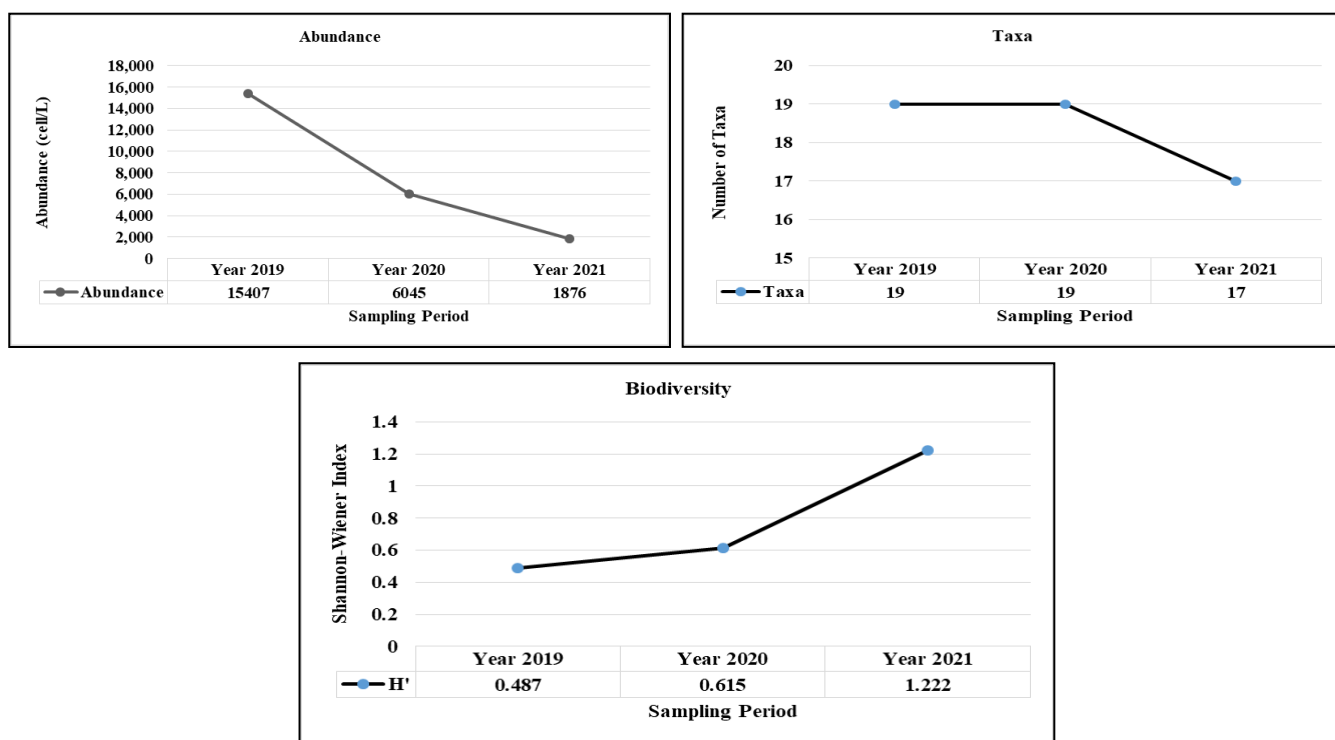 Abundance
Abundance (cell/L)
18,000
16,000
14,000
12,000
10,000
8,000
6,000
4,000
2,000
0
Year 2019 Year 2020 Year 2021
Abundance 15407 6045 1876
Sampling Period
Taxa
Number of Taxa
20
19
18
17
16
15
Year 2019 Year 2020 Year 2021
Taxa 19 19 17
Sampling Period
Biodiversity
Shannon-Wiener Index
1.4
1.2
1
0.8
0.6
0.4
0.2
0
Year 2019 Year 2020 Year 2021
H' 0.487 0.615 1.222
Sampling Period